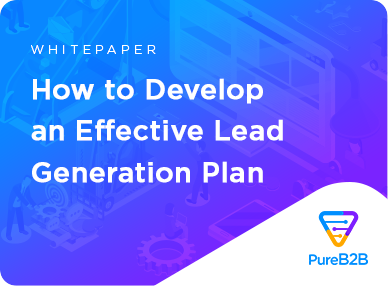 WHITEPAPER
How to Develop
an Effective Lead
Generation Plan
PureB2B